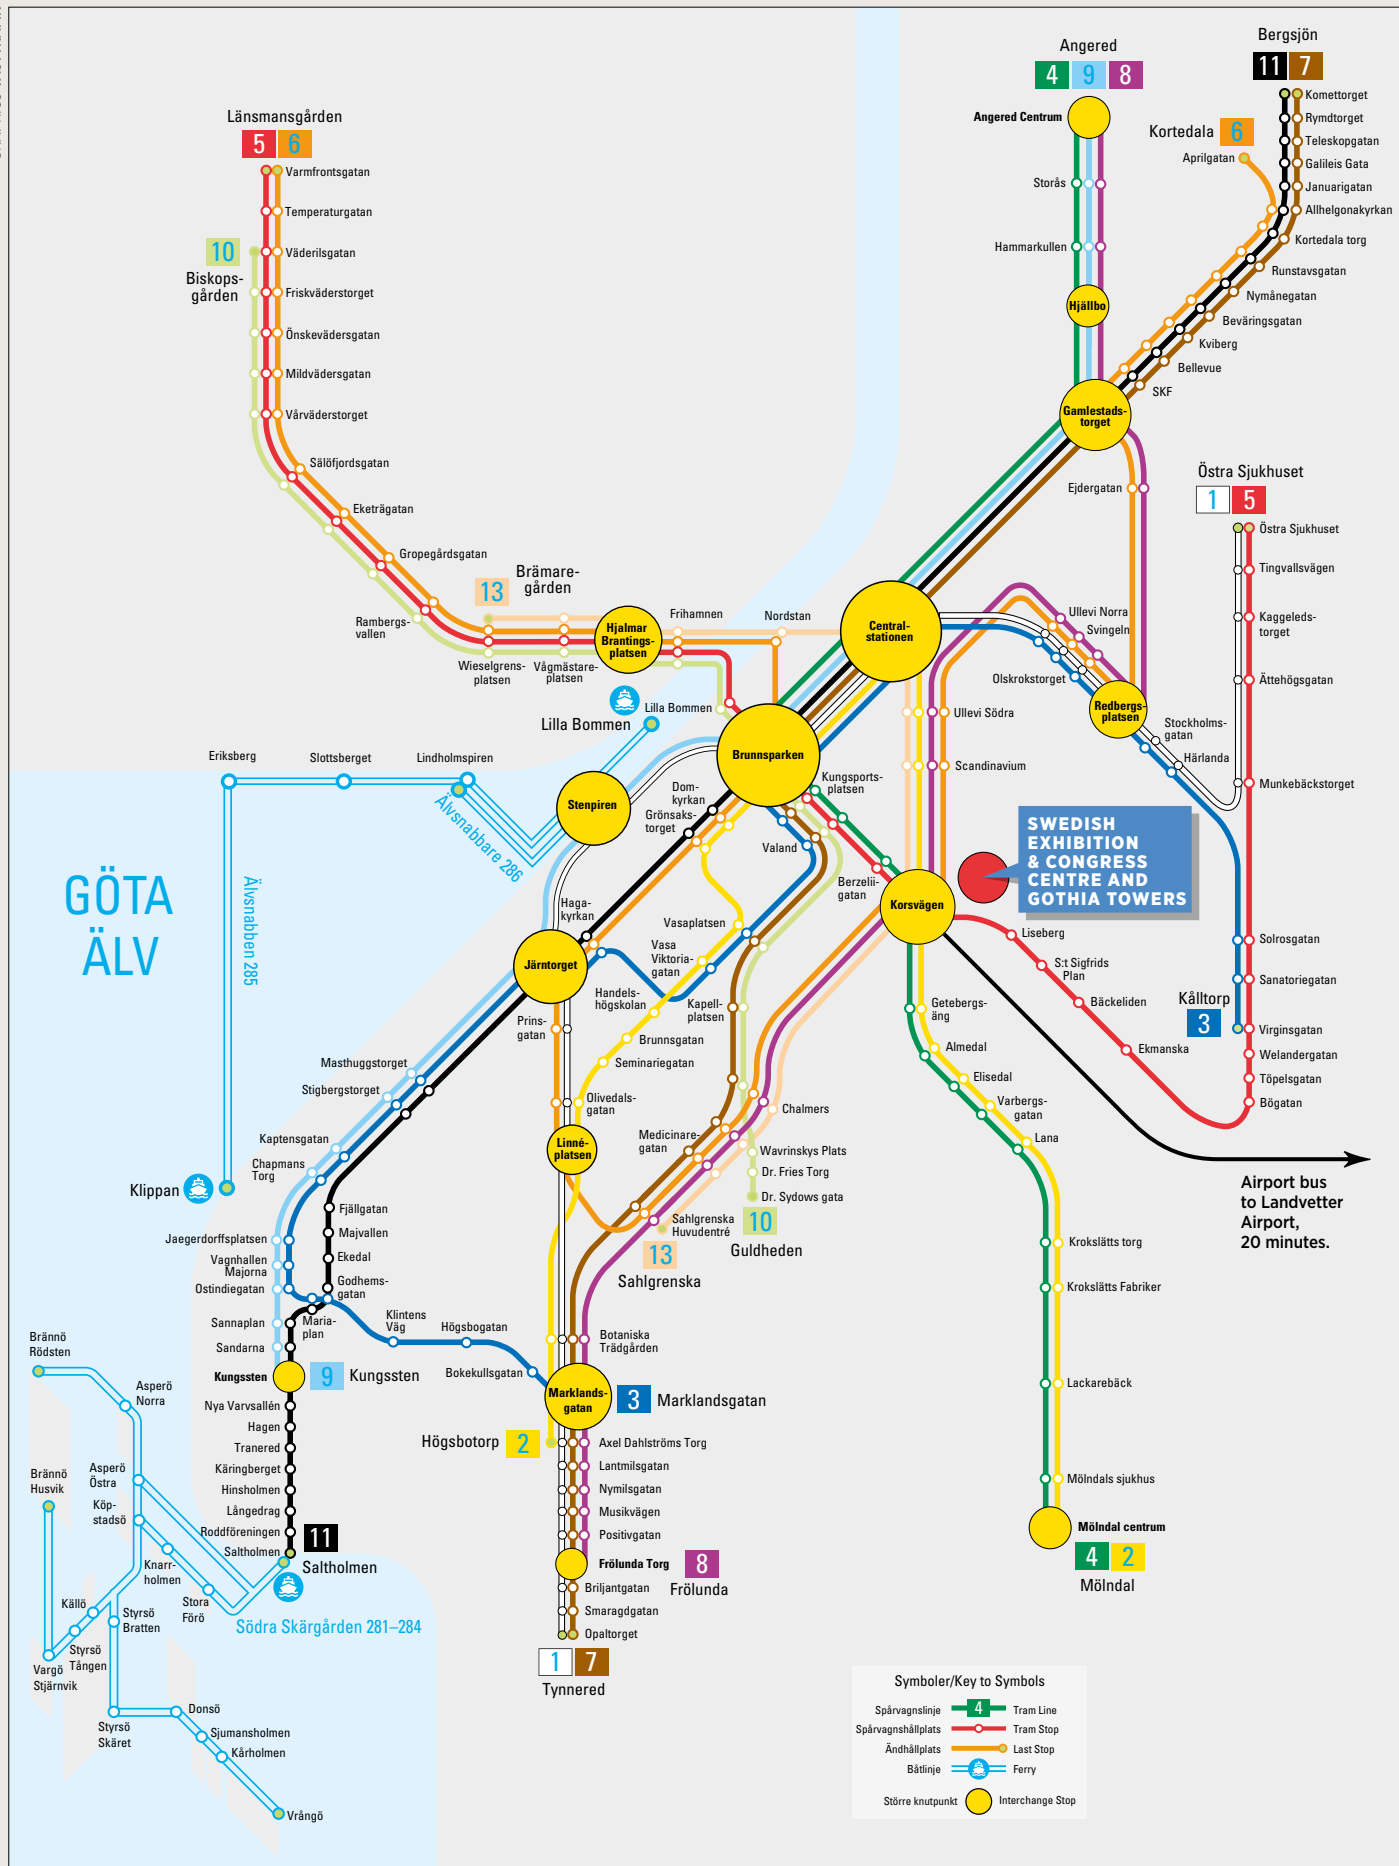 Angered
4 9 8
Angered Centrum
Storås
Hammarkullen
Hjällbo
Gamlestads-
torget
Bergsjön
11 7
Komettorget
Rymdtorget
Teleskopgatan
Galileis Gata
Januarigatan
Allhelgonakyrkan
Kortedala torg
Runstavsgatan
Nymånegatan
Beväringsgatan
Kviberg
Bellevue
SKF
Kortedala 6
Aprilgatan
Länsmansgården
5 6
Varmfrontsgatan
Temperaturgatan
Väderilsgatan
Friskväderstorget
Önskevädersgatan
Mildvädersgatan
Vårväderstorget
Sälöfjordsgatan
Eketrägatan
Gropegårdsgatan
10
Biskops-
gården
Rambergs-
vallen
Brämare-
gården
13
Wieselgrens-
platsen
Vågmästare-
platsen
Hjalmar
Brantings-
platsen
Frihamnen
Nordstan
Central-
stationen
Lilla Bommen
Lilla Bommen
Brunnsparken
Stenpiren
Ejdergatan
Östra Sjukhuset
1 5
Östra Sjukhuset
Tingvallsvägen
Kaggeleds-
torget
Ättehögsgatan
Munkebäckstorget
Solrosgatan
Sanatoriegatan
Virginsgatan
Welandergatan
Töpelsgatan
Bögatan
Ullevi Norra
Svingeln
Olskrokstorget
Redbergs-
platsen
Stockholms-
gatan
Härlanda
Kålltorp
3
Ullevi Södra
Scandinavium
Kungsports-
platsen
Valand
Berzelii-
gatan
Korsvägen
SWEDISH
EXHIBITION
& CONGRESS
CENTRE AND
GOTHIA TOWERS
Liseberg
S:t Sigfrids
Plan
Bäckeliden
Ekmanska
Airport bus
to Landvetter
Airport,
20 minutes.
Eriksberg
Slottsberget
Lindholmspiren
Älvsnabbare 286
Älvsnabben 285
GÖTA
ÄLV
Klippan
Dom-
kyrkan
Grönsaks-
torget
Haga-
kyrkan
Järntorget
Vasaplatsen
Vasa
Viktoria-
gatan
Handels-
högskolan
Kapell-
platsen
Brunnsgatan
Seminariegatan
Olivedals-
gatan
Prins-
gatan
Linné-
platsen
Masthuggstorget
Stigbergstorget
Kaptensgatan
Chapmans
Torg
Jaegerdorffsplatsen
Vagnhallen
Majorna
Ostindiegatan
Sannaplan
Sandarna
Kungssten
9 Kungssten
Fjällgatan
Majvallen
Ekedal
Godhems-
gatan
Maria-
plan
Klintens
Väg
Högsbogatan
Bokekullsgatan
Marklands-
gatan
3 Marklandsgatan
Högsbotorp 2
Nya Varvsallén
Hagen
Tranered
Käringberget
Hinsholmen
Långedrag
Roddföreningen
Saltholmen
11
Saltholmen
Medicinare-
gatan
Chalmers
Wavrinskys Plats
Dr. Fries Torg
Dr. Sydows gata
10
Guldheden
Sahlgrenska
Huvudentré
13
Sahlgrenska
Botaniska
Trädgården
Axel Dahlströms Torg
Lantmilsgatan
Nymilsgatan
Musikvägen
Positivgatan
Frölunda Torg
8
Frölunda
Briljantgatan
Smaragdgatan
Opaltorget
1 7
Tynnered
Getebergs-
äng
Almedal
Elisedal
Varbergs-
gatan
Lana
Krokslätts torg
Krokslätts Fabriker
Lackarebäck
Mölndals sjukhus
Mölndal centrum
4 2
Mölndal
Brännö
Rödsten
Asperö
Norra
Brännö
Husvik
Asperö
Östra
Köp-
stadsö
Knarr-
holmen
Stora
Förö
Södra Skärgården 281–284
Källö
Styrsö
Bratten
Styrsö
Tången
Vargö
Stjärnvik
Styrsö
Skäret
Donsö
Sjumansholmen
Kårholmen
Vrångö
Symboler/Key to Symbols
Spårvagnslinje 4 Tram Line
Spårvagnshållplats Tram Stop
Ändhållplats Last Stop
Båtlinje Ferry
Större knutpunkt Interchange Stop